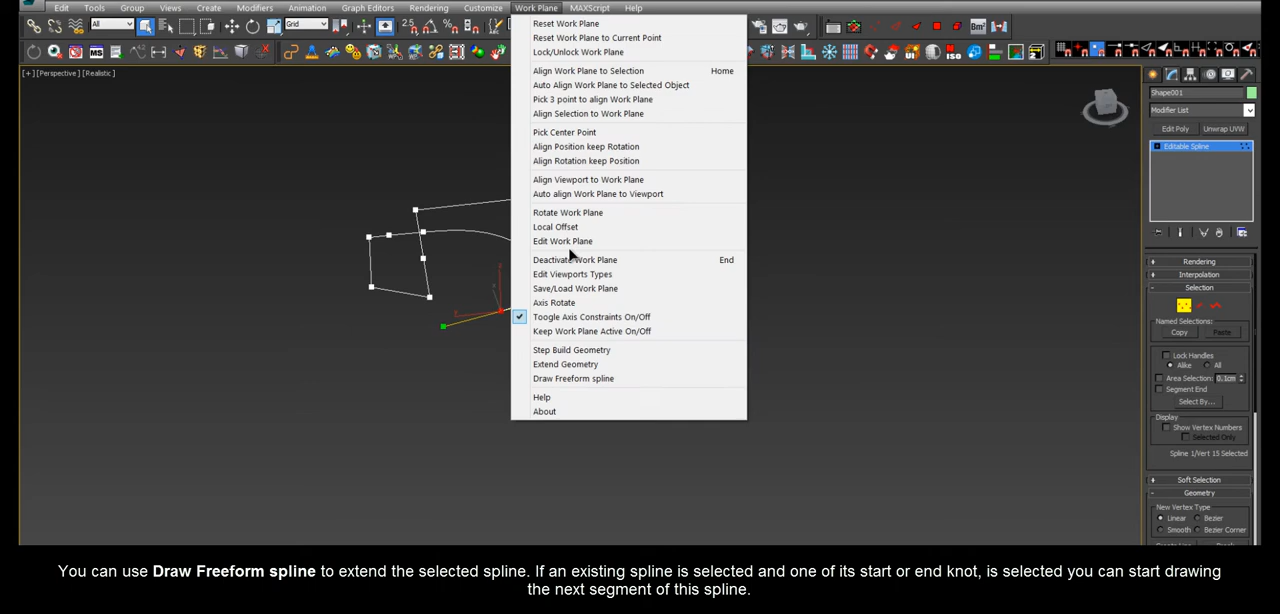 Edit Tools Group Views Create Modifiers Animation Graph Editors Rendering Customize Work Plane MAXScript Help
All
Grid
2.5
ISO
UI
[+] [Perspective] [Realistic]
Reset Work Plane
Reset Work Plane to Current Point
Lock/Unlock Work Plane
Align Work Plane to Selection Home
Auto Align Work Plane to Selected Object
Pick 3 point to align Work Plane
Align Selection to Work Plane
Pick Center Point
Align Position keep Rotation
Align Rotation keep Position
Align Viewport to Work Plane
Auto align Work Plane to Viewport
Rotate Work Plane
Local Offset
Edit Work Plane
Deactivate Work Plane End
Edit Viewports Types
Save/Load Work Plane
Axis Rotate
Toogle Axis Constraints On/Off
Keep Work Plane Active On/Off
Step Build Geometry
Extend Geometry
Draw Freeform spline
Help
About
Shape001
Modifier List
Edit Poly Unwrap UVW
Editable Spline
+ Rendering
+ Interpolation
- Selection
Named Selections:
Copy Paste
Lock Handles
Alike All
Area Selection: 0,1cm
Segment End
Select By...
Display
Show Vertex Numbers
Selected Only
Spline 1/Vert 15 Selected
+ Soft Selection
- Geometry
New Vertex Type
Linear Bezier
Smooth Bezier Corner
You can use Draw Freeform spline to extend the selected spline. If an existing spline is selected and one of its start or end knot, is selected you can start drawing
the next segment of this spline.